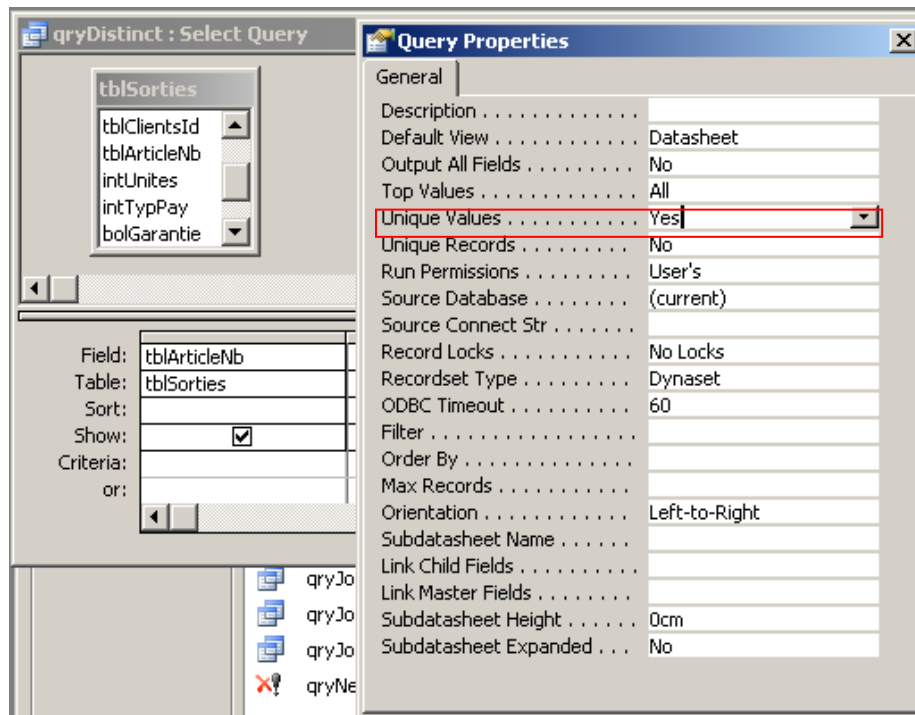 qryDistinct : Select Query
tblSorties
tblClientsId
tblArticleNb
intUnites
intTypPay
bolGarantie
Field: tblArticleNb
Table: tblSorties
Sort:
Show:
Criteria:
or:
qryJo
qryJo
qryJo
qryNe
Query Properties
General
Description . . . . . . . . . . . . .
Default View . . . . . . . . . . . . Datasheet
Output All Fields . . . . . . . . No
Top Values . . . . . . . . . . . . . All
Unique Values . . . . . . . . . . . Yes
Unique Records . . . . . . . . . No
Run Permissions . . . . . . . . . User's
Source Database . . . . . . . . (current)
Source Connect Str . . . . . . .
Record Locks . . . . . . . . . . . No Locks
Recordset Type . . . . . . . . . Dynaset
ODBC Timeout . . . . . . . . . . 60
Filter . . . . . . . . . . . . . . . . .
Order By . . . . . . . . . . . . . .
Max Records . . . . . . . . . . .
Orientation . . . . . . . . . . . . Left-to-Right
Subdatasheet Name . . . . . .
Link Child Fields . . . . . . . . . .
Link Master Fields . . . . . . . .
Subdatasheet Height . . . . . . 0cm
Subdatasheet Expanded . . . No